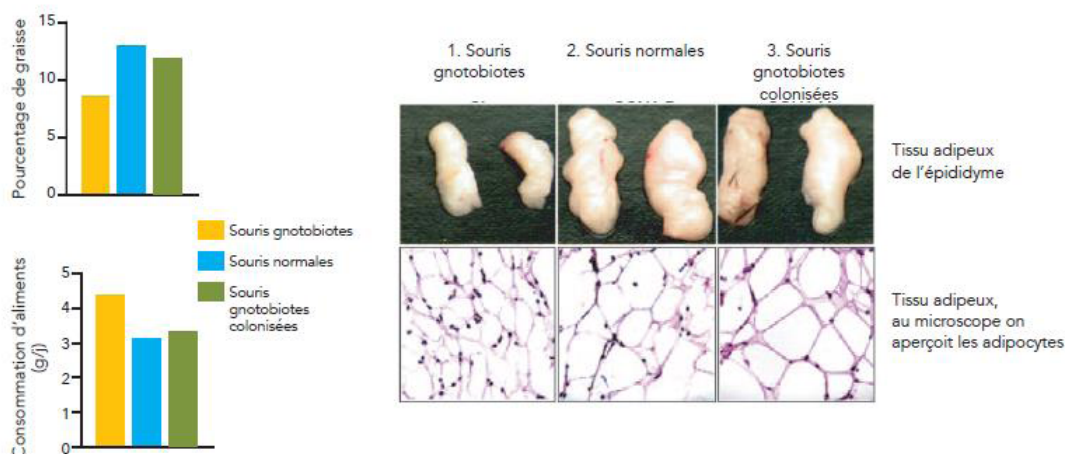 Pourcentage de graisse
15
10
5
0
Consommation d'aliments
(g/j)
5
4
3
2
1
0
Souris gnotobiotes
Souris normales
Souris
gnotobiotes
colonisées
1. Souris
gnotobiotes
2. Souris normales
3. Souris
gnotobiotes
colonisées
Tissu adipeux
de l'épididyme
Tissu adipeux,
au microscope on
aperçoit les adipocytes